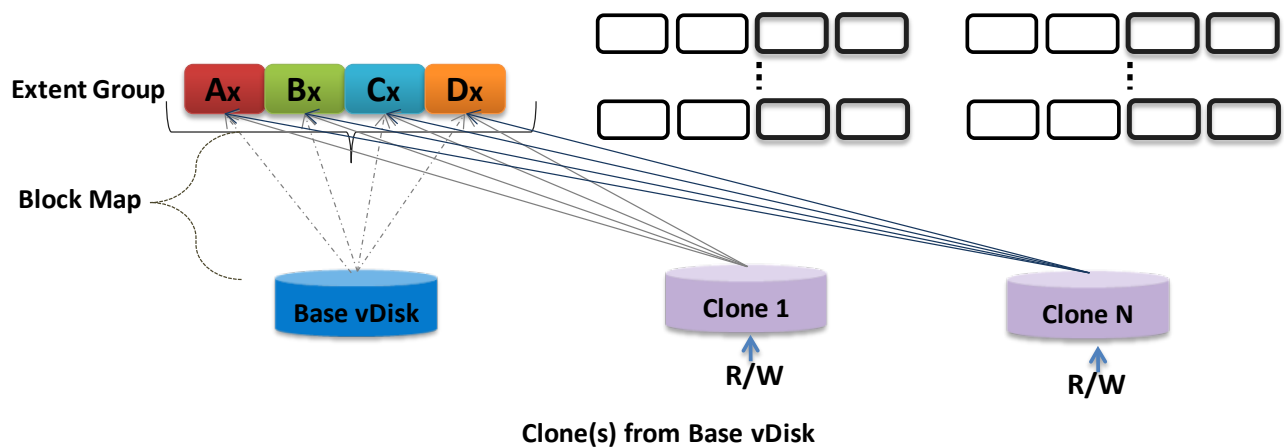 Extent Group
Ax Bx Cx Dx
Block Map
Base vDisk
Clone 1
Clone N
R/W
R/W
Clone(s) from Base vDisk